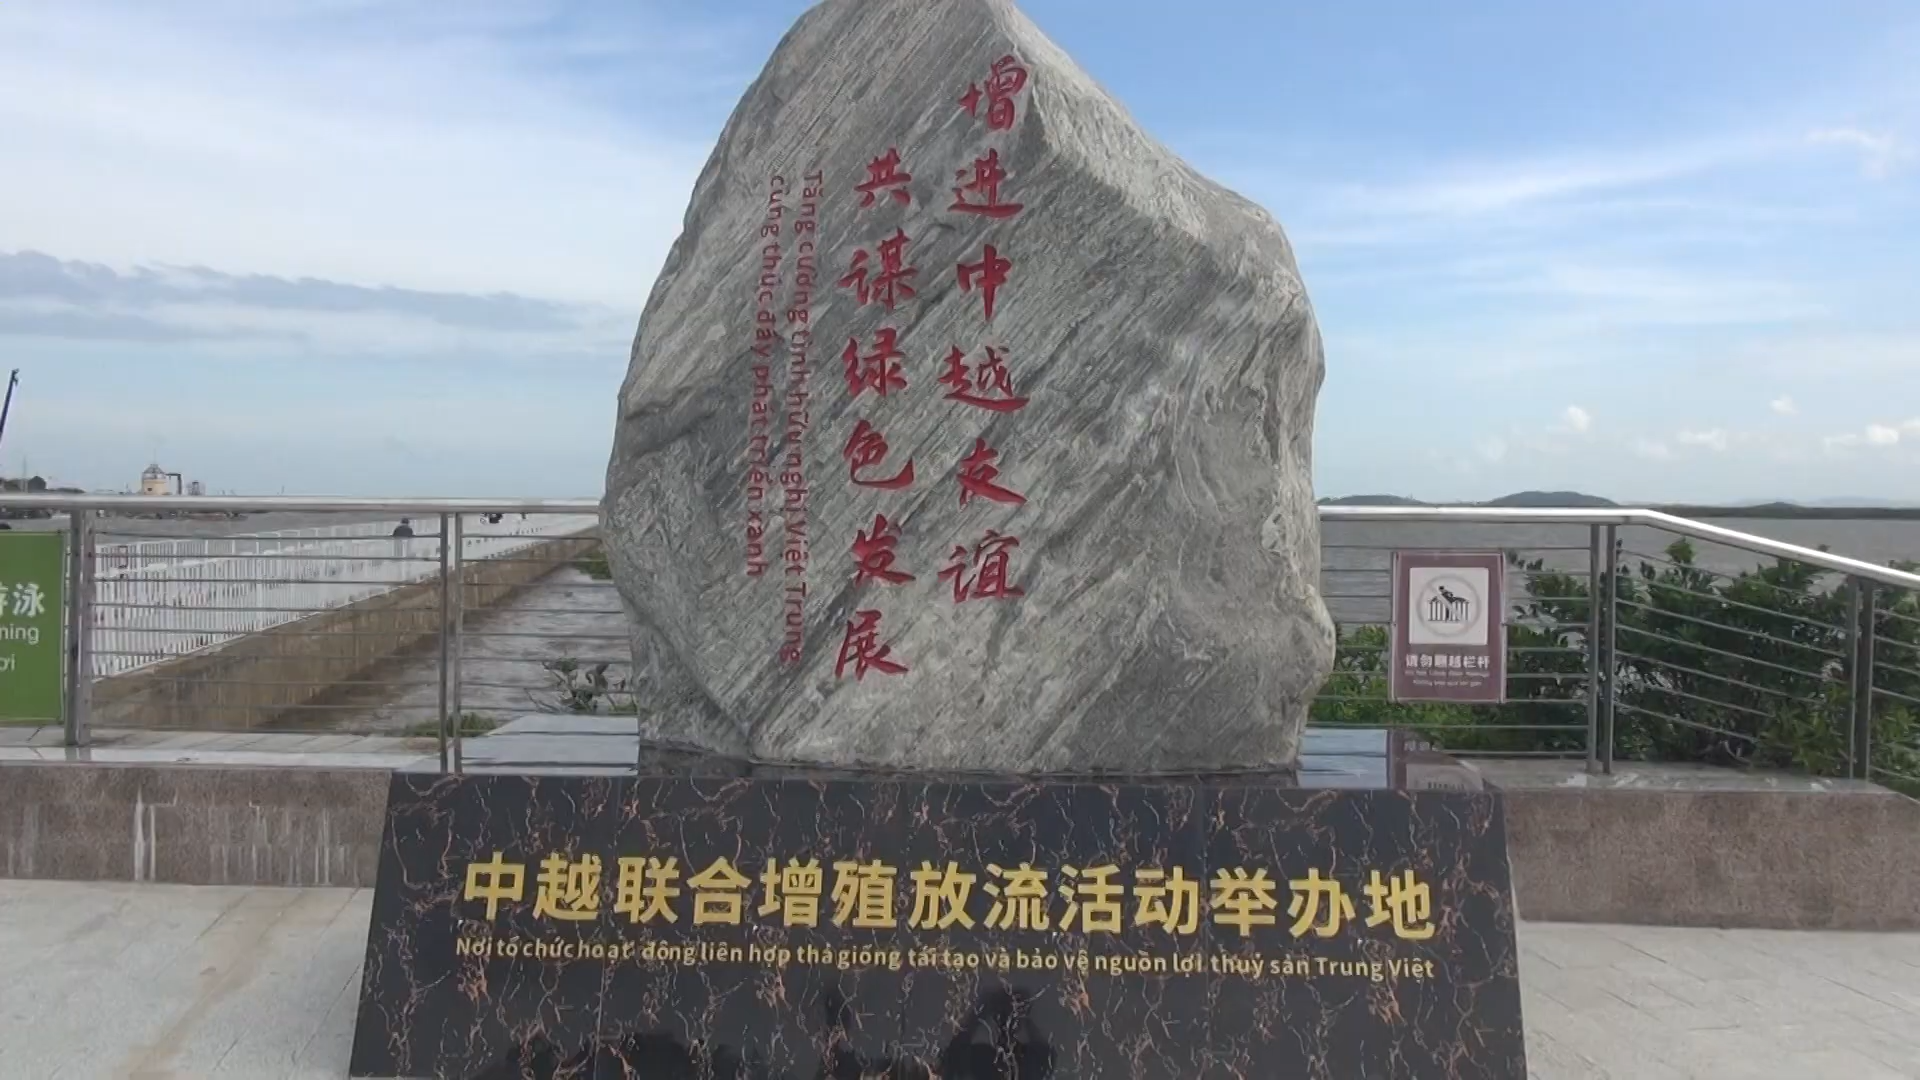 增进中越友谊
共谋绿色发展
Tăng cường tình hữu nghị Việt Trung
cùng thúc đẩy phát triển xanh
中越联合增殖放流活动举办地
Nơi tổ chức hoạt động liên hợp thả giống tái tạo và bảo vệ nguồn lợi thuỷ sản Trung Việt
请勿翻越栏杆
泳
ning
ơi